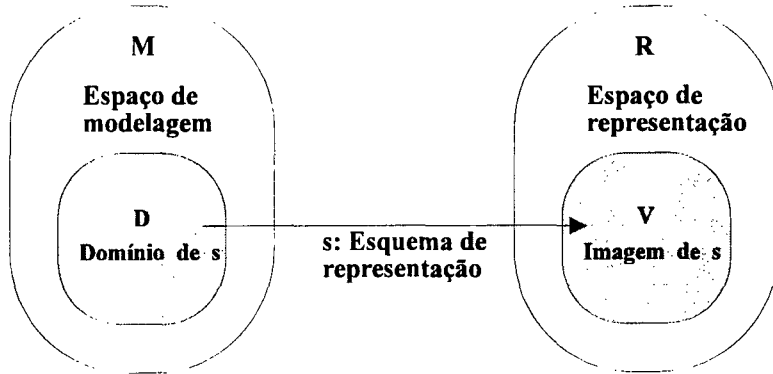 M
Espaço de
modelagem
D
Domínio de s
s: Esquema de
representação
R
Espaço de
representação
V
Imagem de s